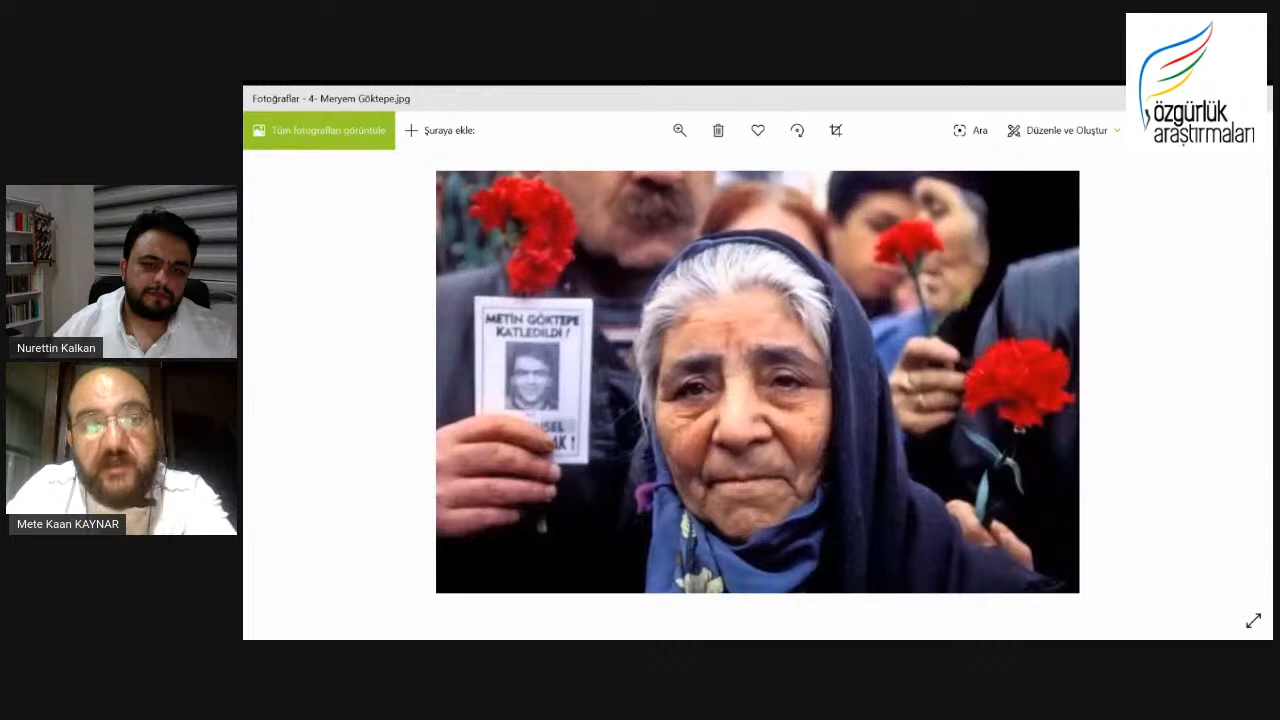 Fotoğraflar - 4- Meryem Göktepe.jpg
Tüm fotoğrafları görüntüle
Şuraya ekle:
Ara
Düzenle ve Oluştur
özgürlük
araştırmaları
METİN GÖKTEPE
KATLEDİLDİ !
Nurettin Kalkan
Mete Kaan KAYNAR